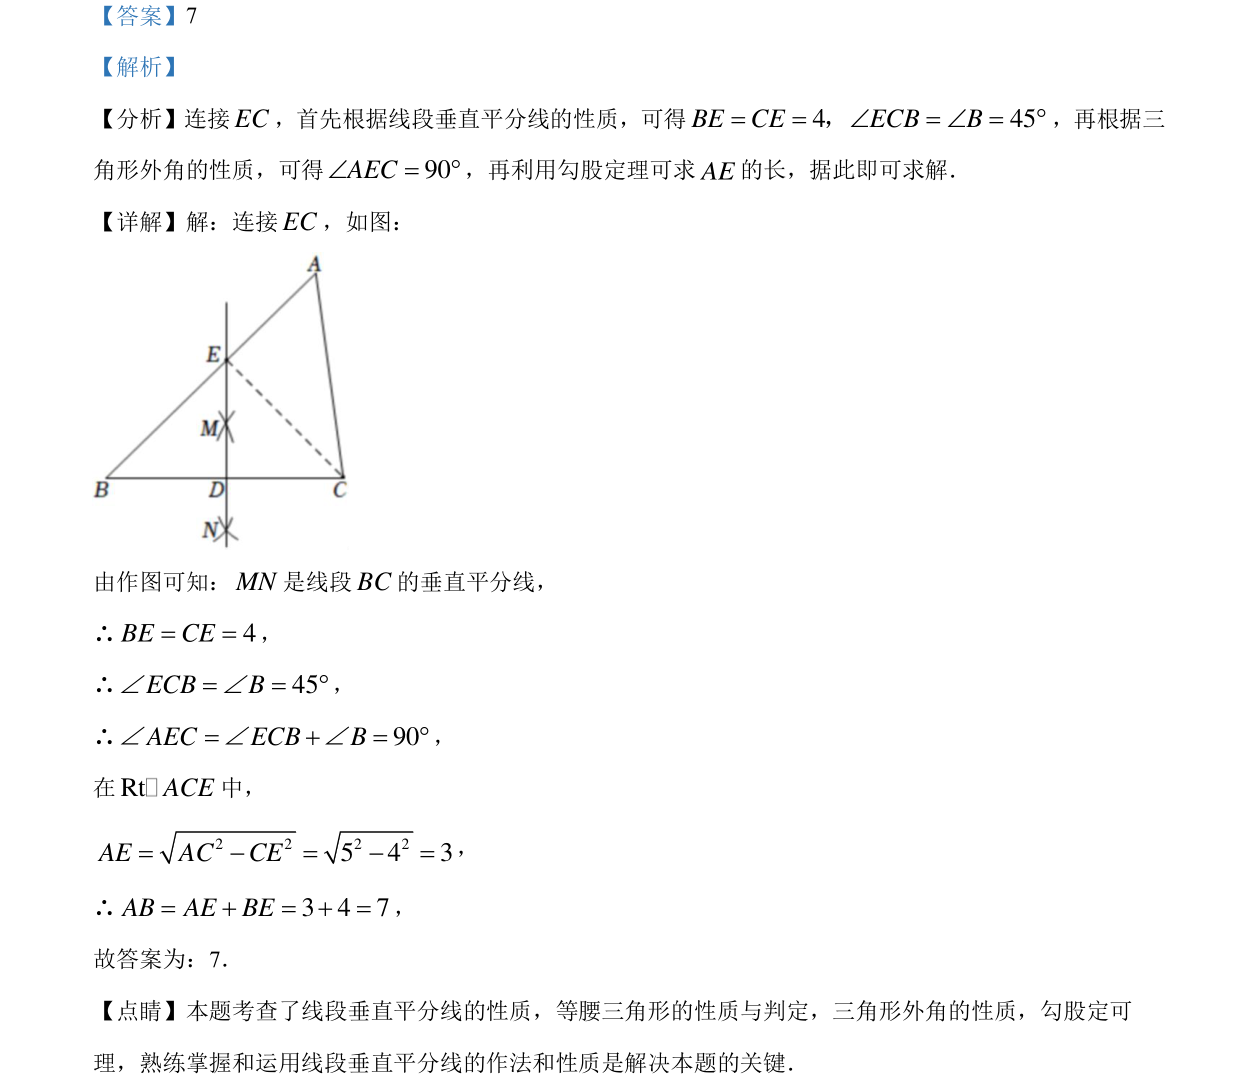 【答案】7
【解析】
【分析】连接EC，首先根据线段垂直平分线的性质，可得BE = CE = 4，∠ECB = ∠B = 45°，再根据三
角形外角的性质，可得∠AEC = 90°，再利用勾股定理可求AE的长，据此即可求解．
【详解】解：连接EC，如图：
A
E
M
B
D
C
N
由作图可知：MN是线段BC的垂直平分线，
∴BE = CE = 4，
∴∠ECB = ∠B = 45°，
∴∠AEC = ∠ECB + ∠B = 90°，
在Rt□ACE中，
AE = √(AC² − CE²) = √(5² − 4²) = 3，
∴AB = AE + BE = 3 + 4 = 7，
故答案为：7．
【点睛】本题考查了线段垂直平分线的性质，等腰三角形的性质与判定，三角形外角的性质，勾股定可
理，熟练掌握和运用线段垂直平分线的作法和性质是解决本题的关键．